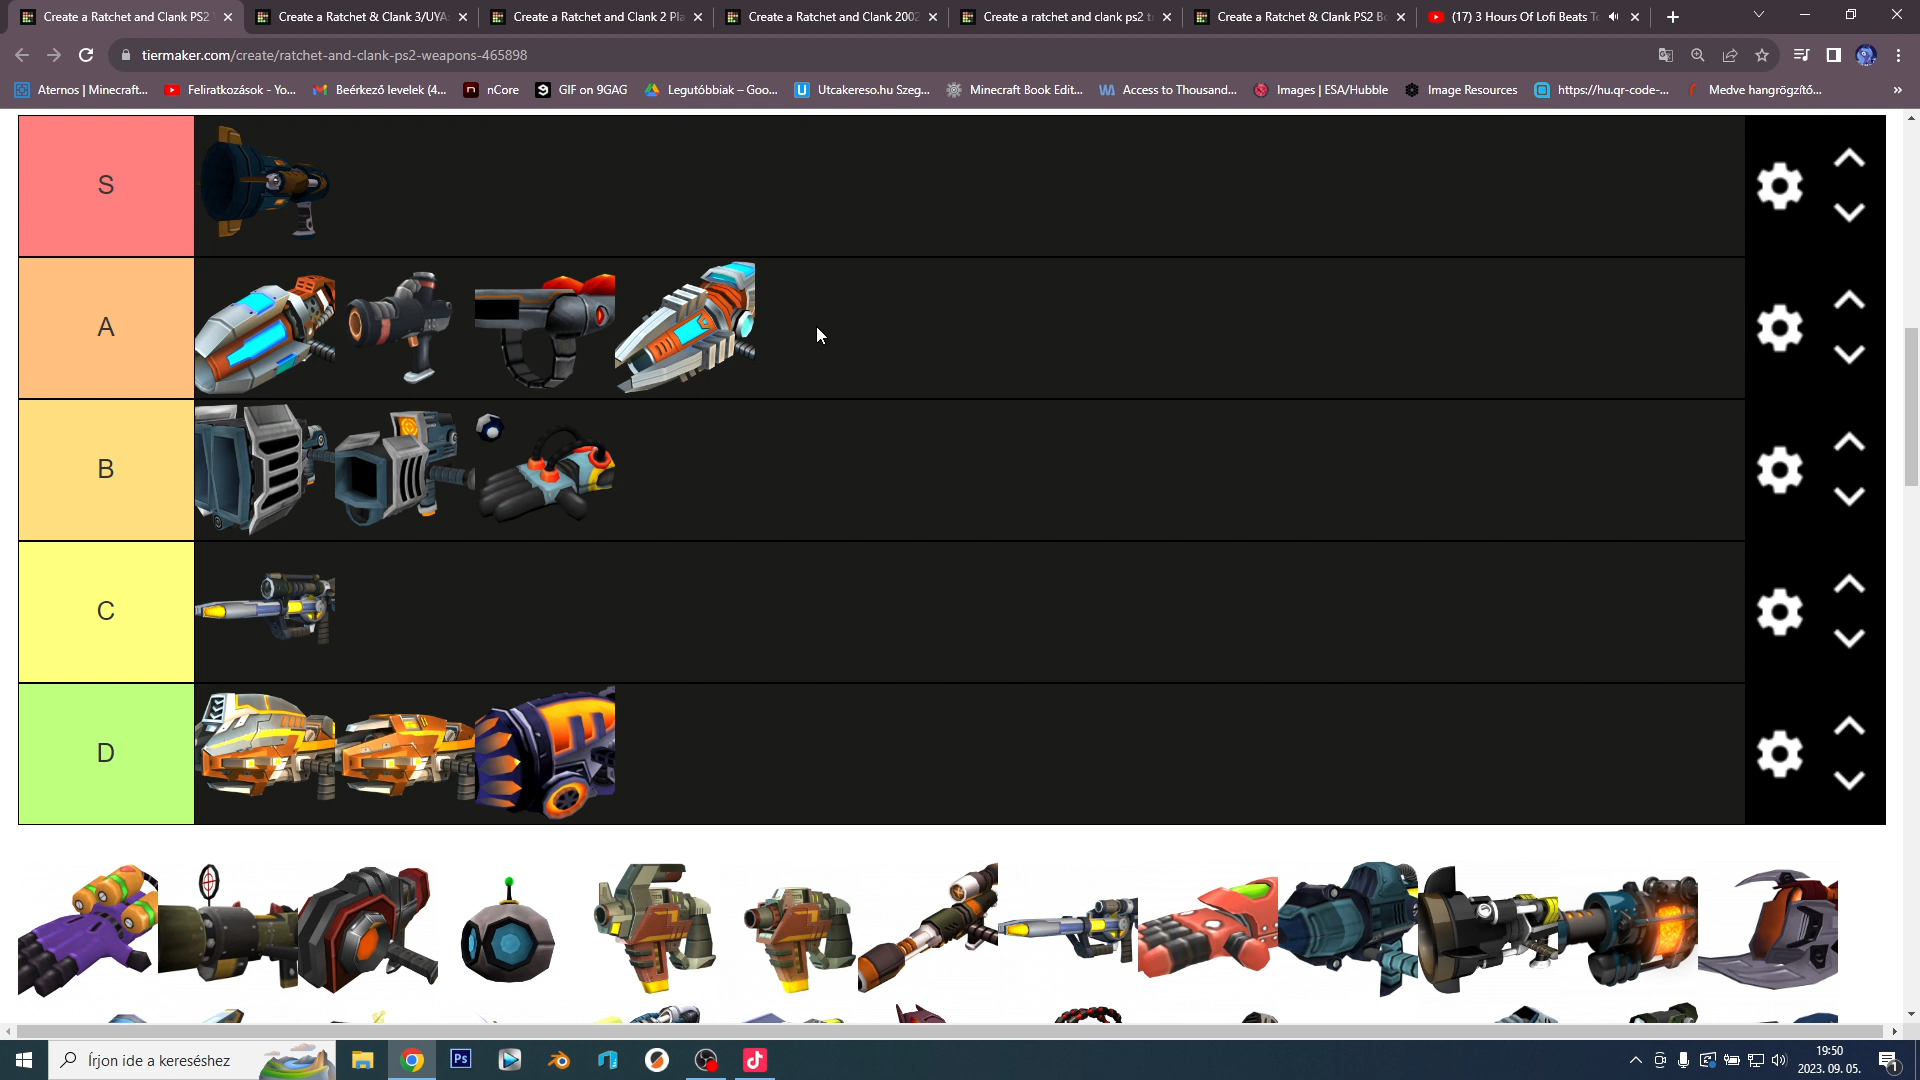 Create a Ratchet and Clank PS2
Create a Ratchet & Clank 3/UYA
Create a Ratchet and Clank 2 Pl
Create a Ratchet and Clank 2002
Create a ratchet and clank ps2 t
Create a Ratchet & Clank PS2 B
(17) 3 Hours Of Lofi Beats T
tiermaker.com/create/ratchet-and-clank-ps2-weapons-465898
Aternos | Minecraft...
Feliratkozások - Yo...
Beérkező levelek (4...
nCore
GIF on 9GAG
Legutóbbiak – Goo...
Utcakereso.hu Szeg...
Minecraft Book Edit...
Access to Thousand...
Images | ESA/Hubble
Image Resources
https://hu.qr-code-...
Medve hangrögzítő...
S
A
B
C
D
Írjon ide a kereséshez
Ps
19:50
2023. 09. 05.
1